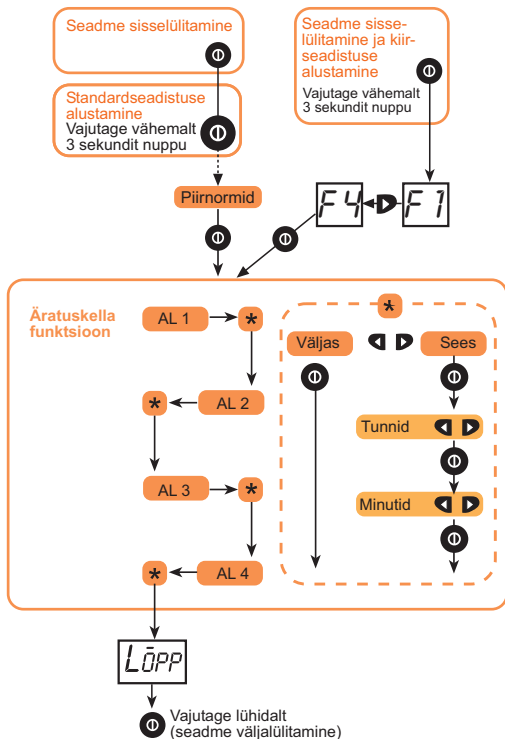 Seadme sisselülitamine
Standardseadistuse
alustamine
Vajutage vähemalt
3 sekundit nuppu
Seadme sisse-
lülitamine ja kiir-
seadistuse
alustamine
Vajutage vähemalt
3 sekundit nuppu
Piirnormid
F4
F1
Äratuskella
funktsioon
AL 1
*
*
AL 2
AL 3
*
*
AL 4
*
Väljas
Sees
Tunnid
Minutid
LÕPP
Vajutage lühidalt
(seadme väljalülitamine)